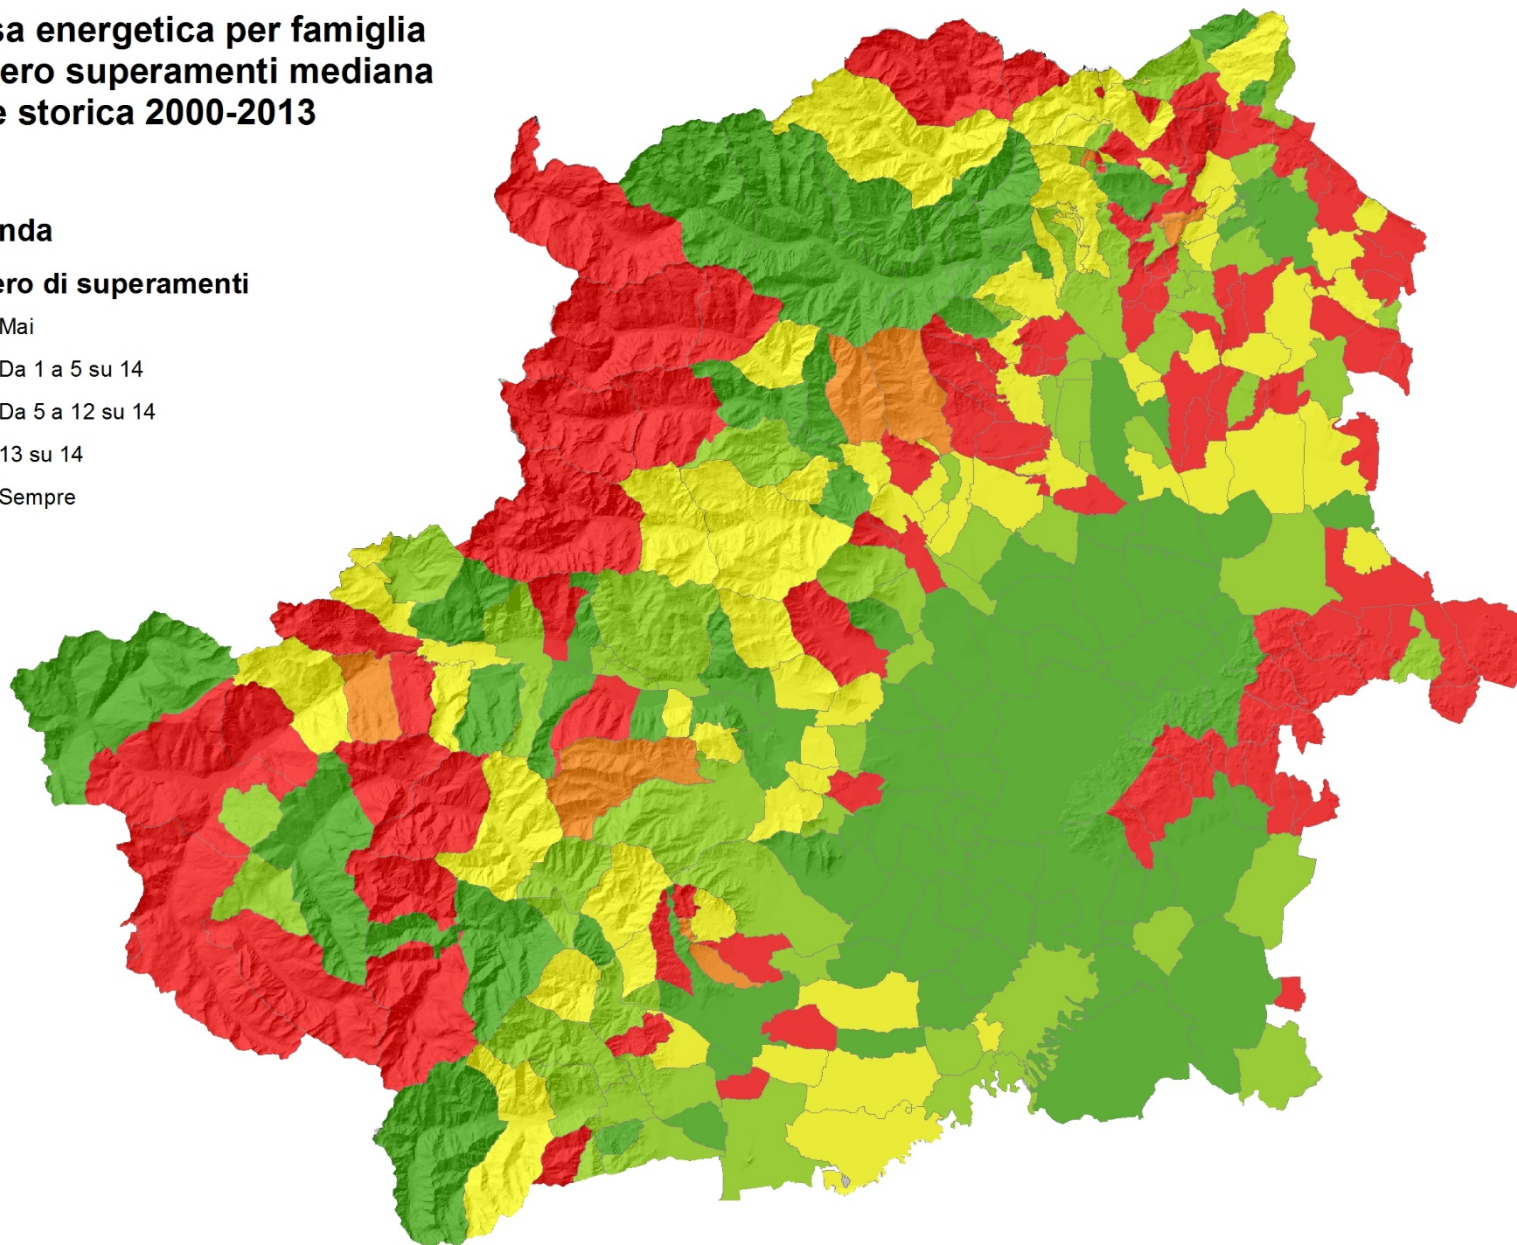 sa energetica per famiglia
ero superamenti mediana
e storica 2000-2013
nda
ero di superamenti
Mai
Da 1 a 5 su 14
Da 5 a 12 su 14
13 su 14
Sempre